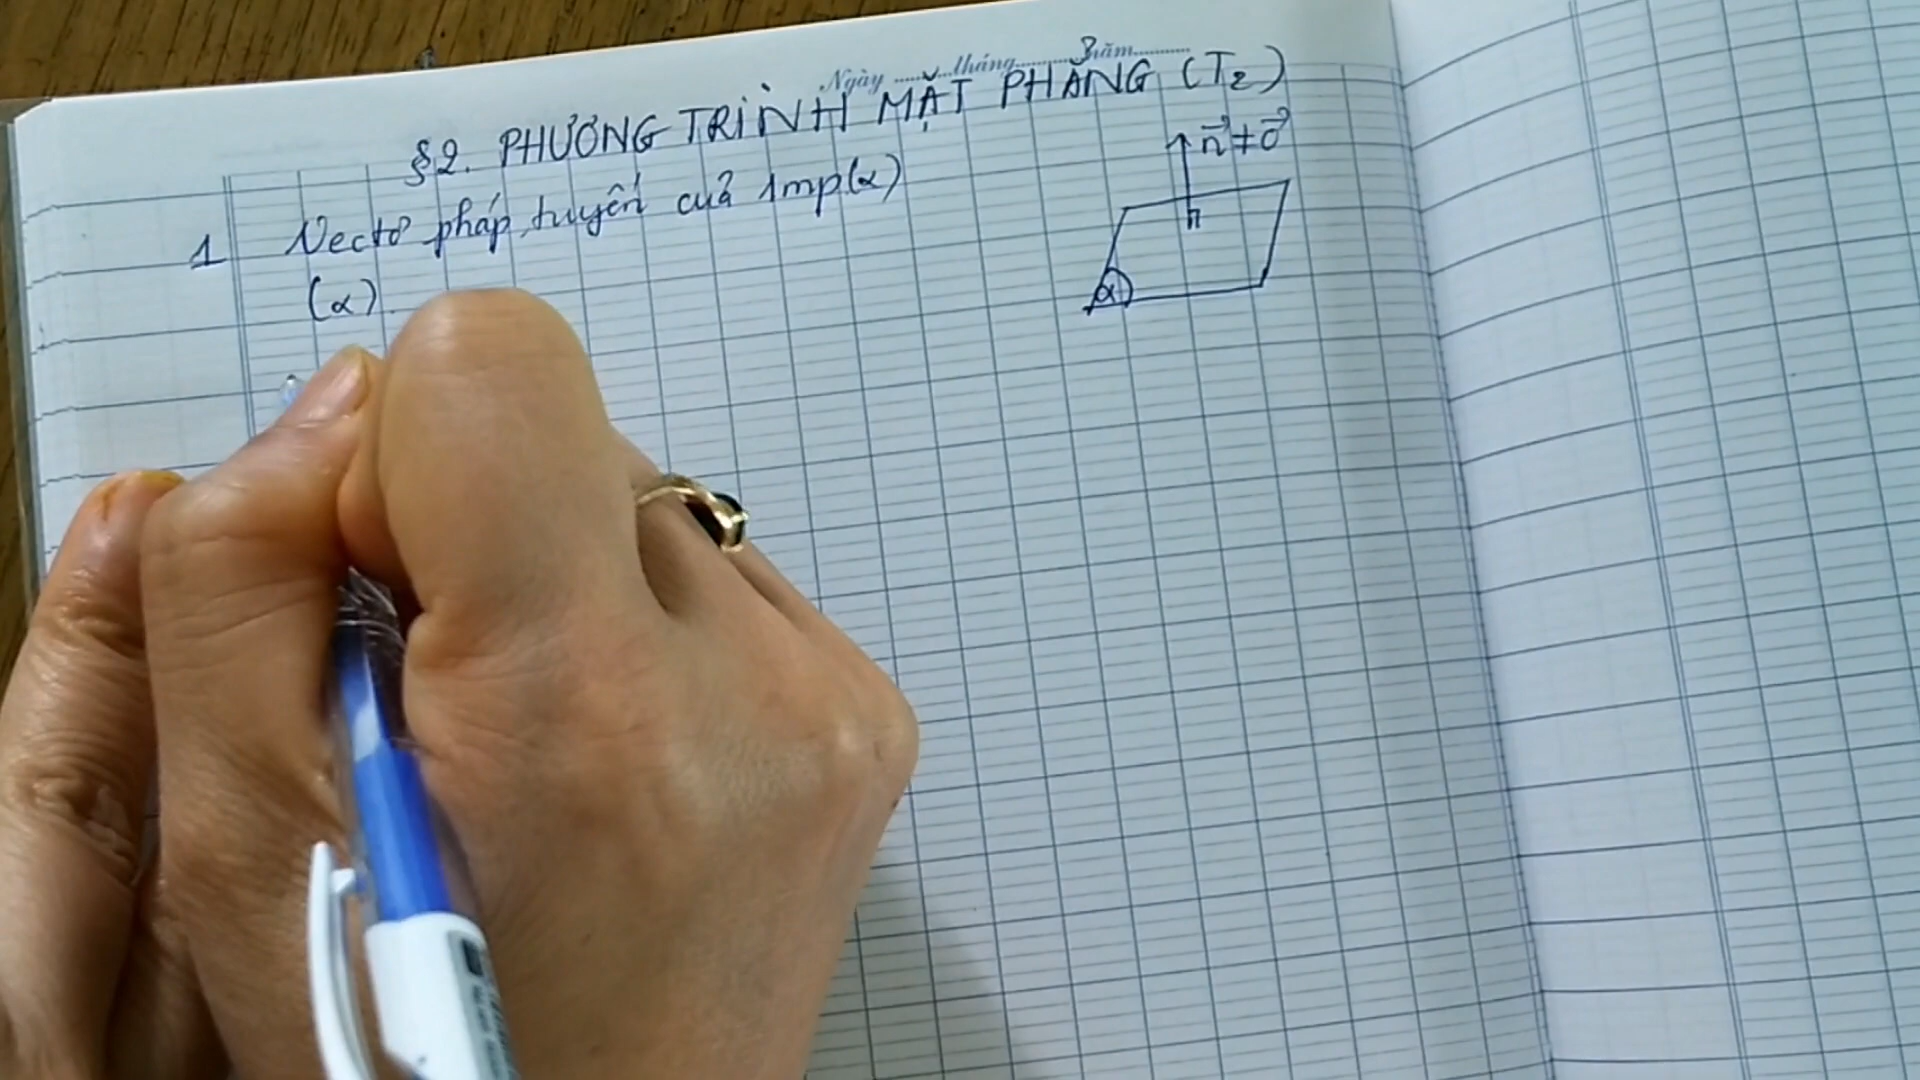 Ngày ........ tháng ........ năm ........
§2. PHƯƠNG TRÌNH MẶT PHẲNG (T2)
1 Vectơ pháp tuyến của 1mp(α)
n⃗ ≠ 0⃗
(α)
α